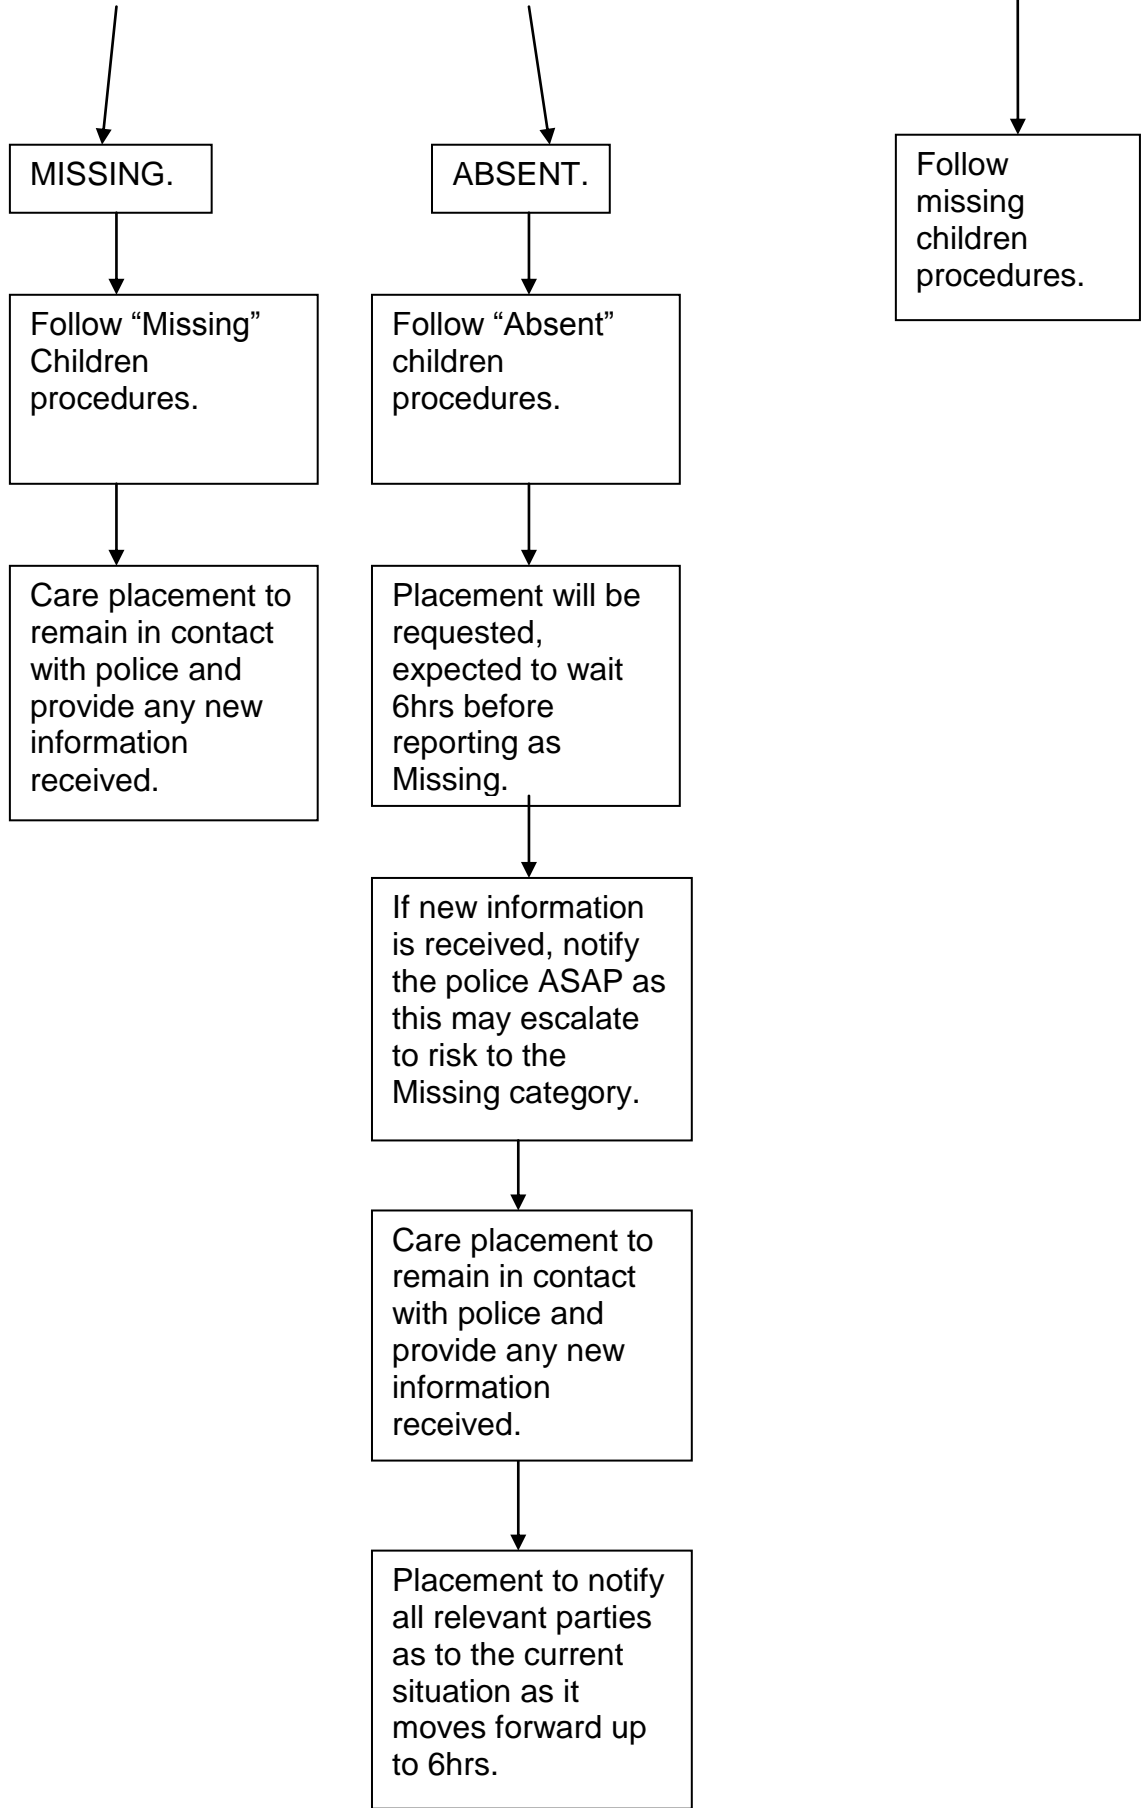 MISSING.
Follow “Missing”
Children
procedures.
Care placement to
remain in contact
with police and
provide any new
information
received.
ABSENT.
Follow “Absent”
children
procedures.
Placement will be
requested,
expected to wait
6hrs before
reporting as
Missing.
If new information
is received, notify
the police ASAP as
this may escalate
to risk to the
Missing category.
Care placement to
remain in contact
with police and
provide any new
information
received.
Placement to notify
all relevant parties
as to the current
situation as it
moves forward up
to 6hrs.
Follow
missing
children
procedures.